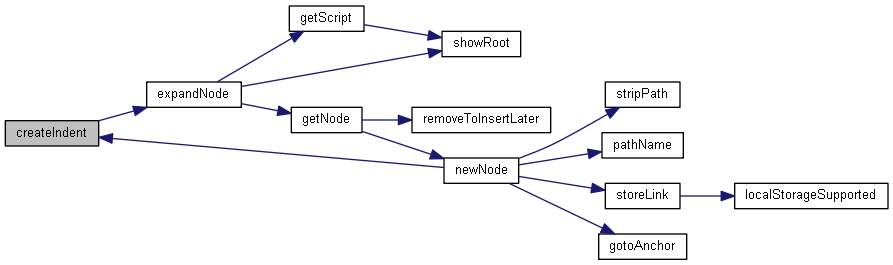 getScript
showRoot
expandNode
stripPath
getNode
removeToInsertLater
createIndent
pathName
newNode
storeLink
localStorageSupported
gotoAnchor